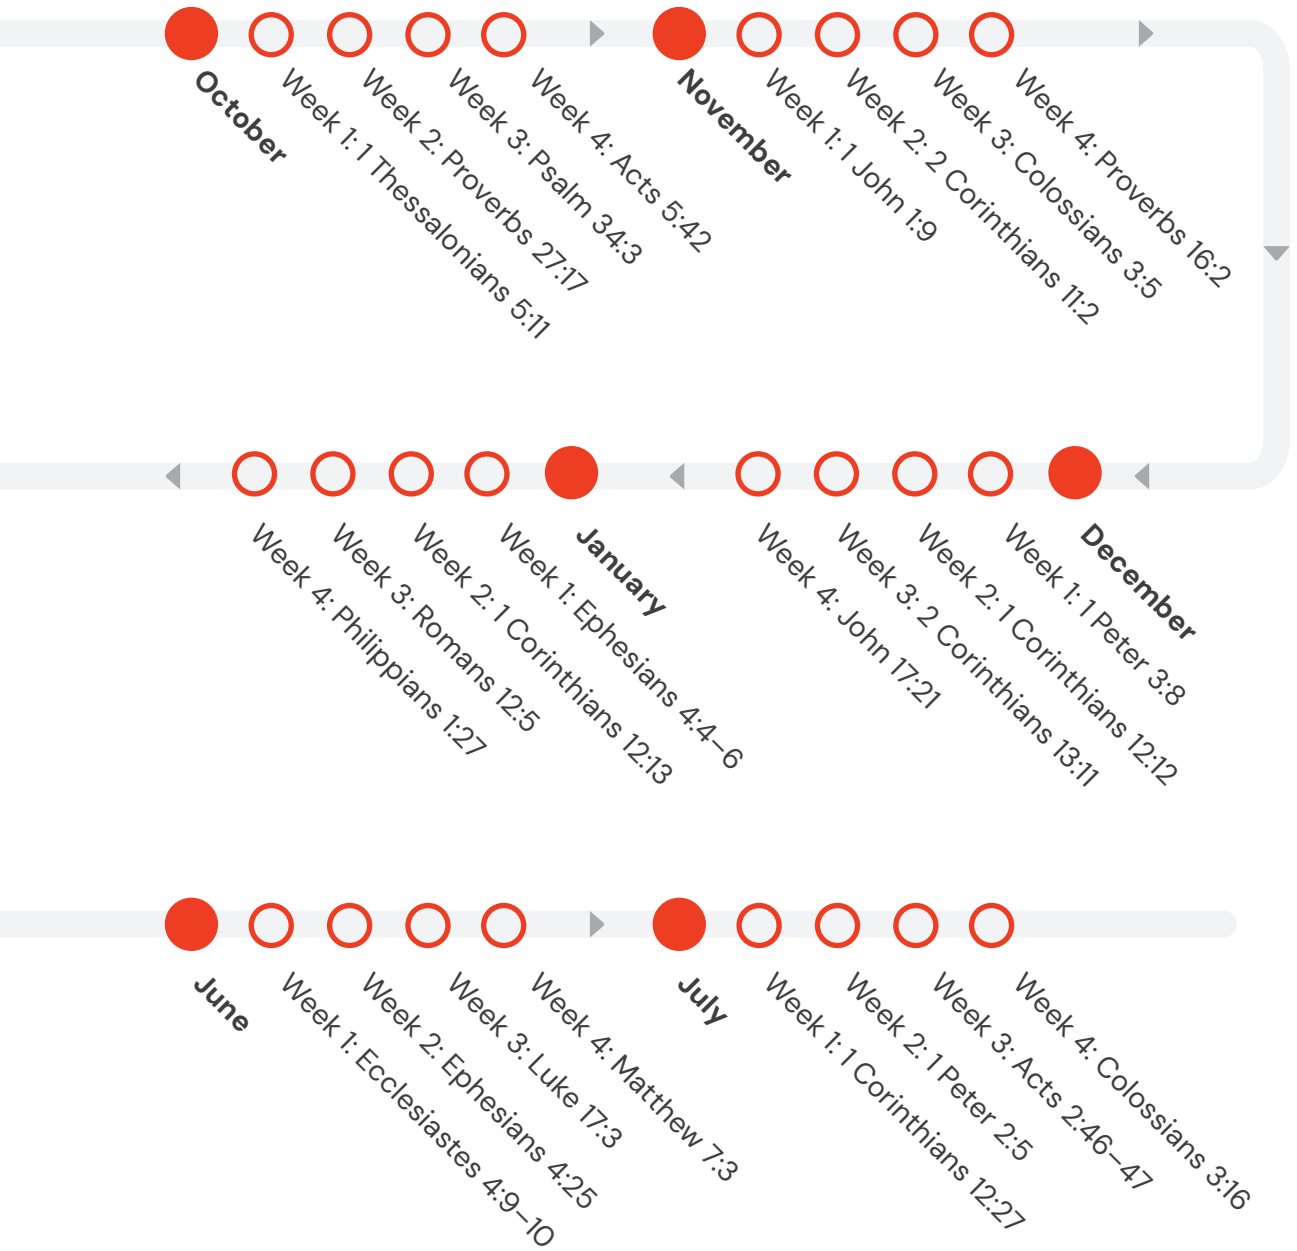 October
Week 1: 1 Thessalonians 5:11
Week 2: Proverbs 27:17
Week 3: Psalm 34:3
Week 4: Acts 5:42
November
Week 1: 1 John 1:9
Week 2: 2 Corinthians 11:2
Week 3: Colossians 3:5
Week 4: Proverbs 16:2
December
Week 1: 1 Peter 3:8
Week 2: 1 Corinthians 12:12
Week 3: 2 Corinthians 13:11
Week 4: John 17:21
January
Week 1: Ephesians 4:4–6
Week 2: 1 Corinthians 12:13
Week 3: Romans 12:5
Week 4: Philippians 1:27
June
Week 1: Ecclesiastes 4:9–10
Week 2: Ephesians 4:25
Week 3: Luke 17:3
Week 4: Matthew 7:3
July
Week 1: 1 Corinthians 12:27
Week 2: 1 Peter 2:5
Week 3: Acts 2:46–47
Week 4: Colossians 3:16